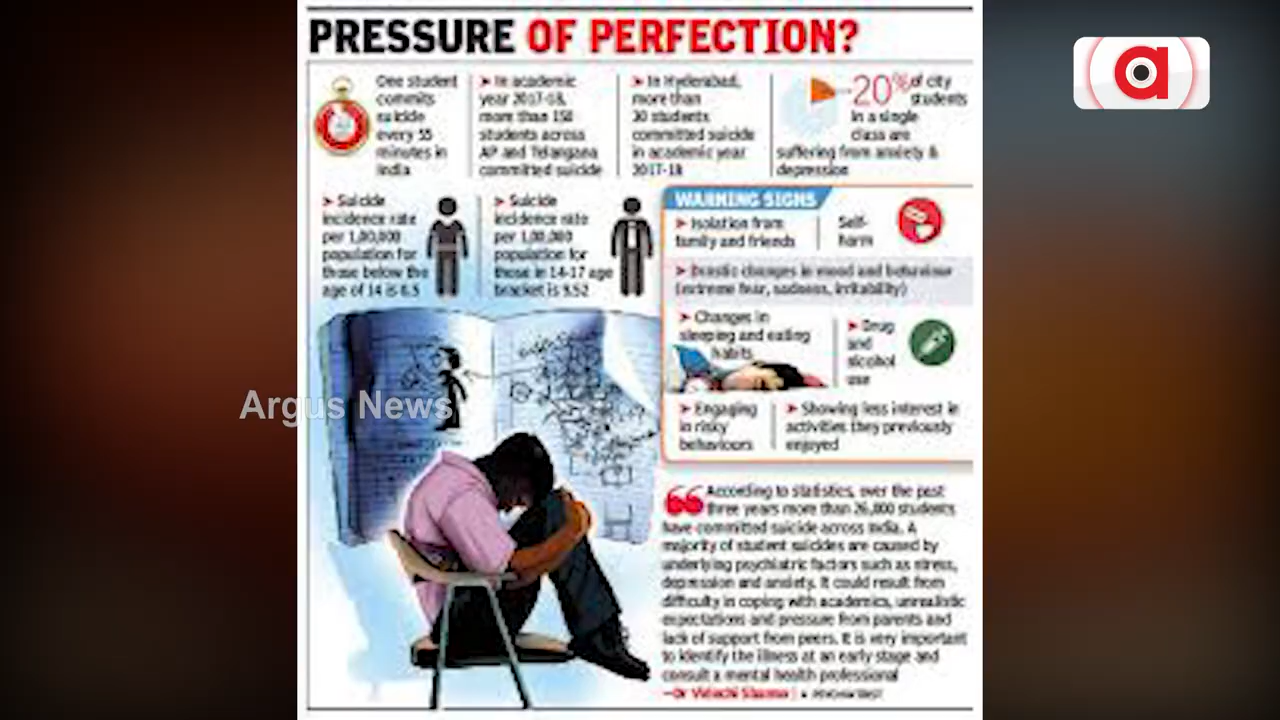 PRESSURE OF PERFECTION?
a
One student
commits
suicide
every 55
minutes in
India
➤ In academic
year 2017-18,
more than 150
students across
AP and Telangana
committed suicide
➤ In Hyderabad,
more than
30 students
committed suicide
in academic year
2017-18
20% of city
students
in a single
class are
suffering from anxiety &
depression
➤ Suicide
incidence rate
per 1,00,000
population for
those below the
age of 14 is
➤ Suicide
incidence rate
per 1,00,000
population for
those in 14-17 age
bracket is 9.52
WARNING SIGNS
➤ Isolation from
family and friends
Self-
harm
➤ Drastic changes in mood and behaviour
(extreme fear, sadness, irritability)
➤ Changes in
sleeping and eating
habits
➤ Drug
and
alcohol
use
➤ Engaging
in risky
behaviours
➤ Showing less interest in
activities they previously
enjoyed
Argus News
According to statistics, over the past
three years more than 26,000 students
have committed suicide across India. A
majority of student suicides are caused by
underlying psychiatric factors such as stress,
depression and anxiety. It could result from
difficulty in coping with academics, unrealistic
expectations and pressure from parents and
lack of support from peers. It is very important
to identify the illness at an early stage and
consult a mental health professional
—Dr Sharma |